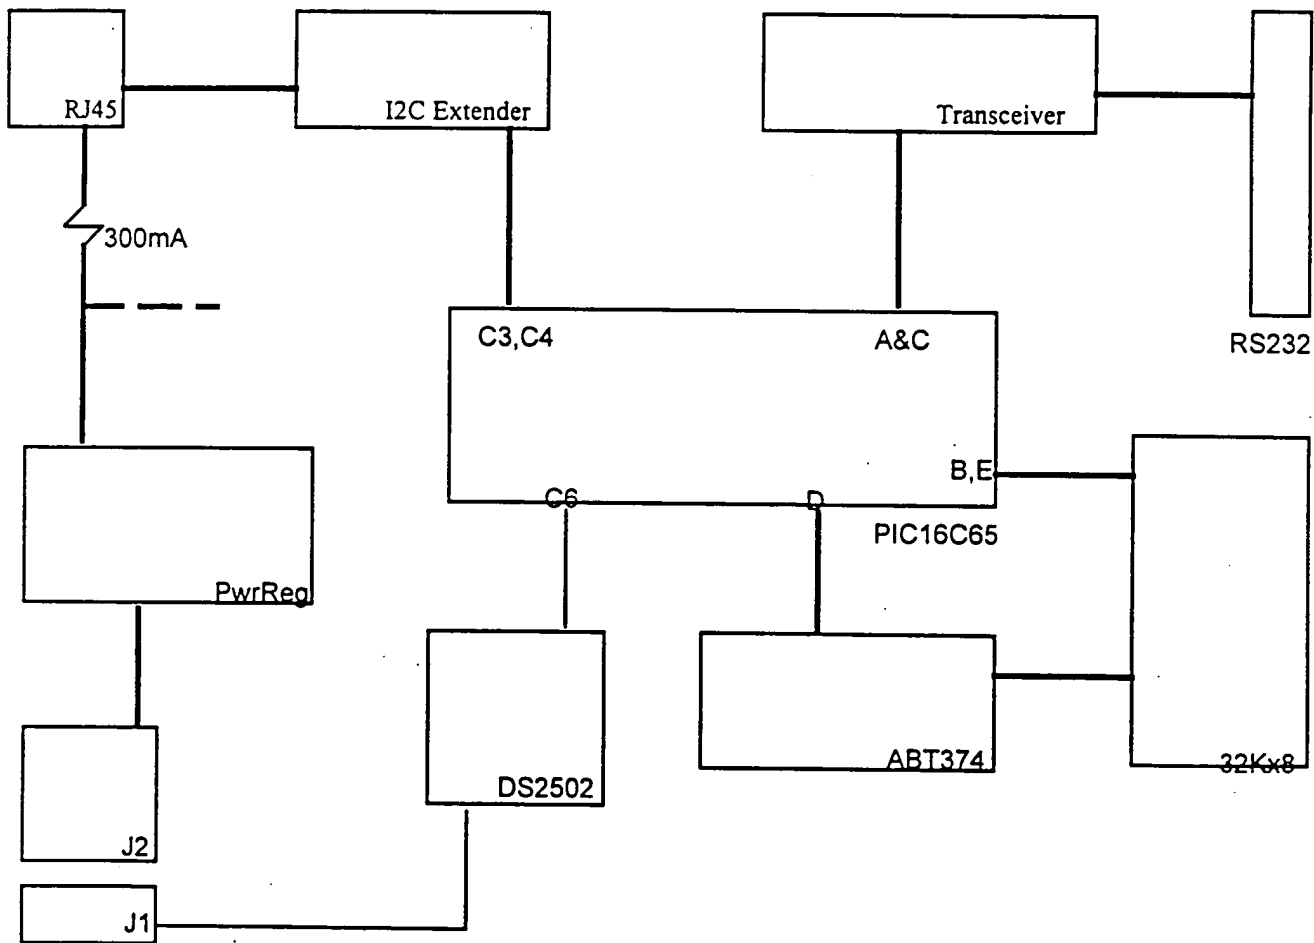 RJ45
I2C Extender
Transceiver
300mA
C3,C4
A&C
RS232
B,E
C6
D
PIC16C65
PwrReg
DS2502
ABT374
32Kx8
J2
J1